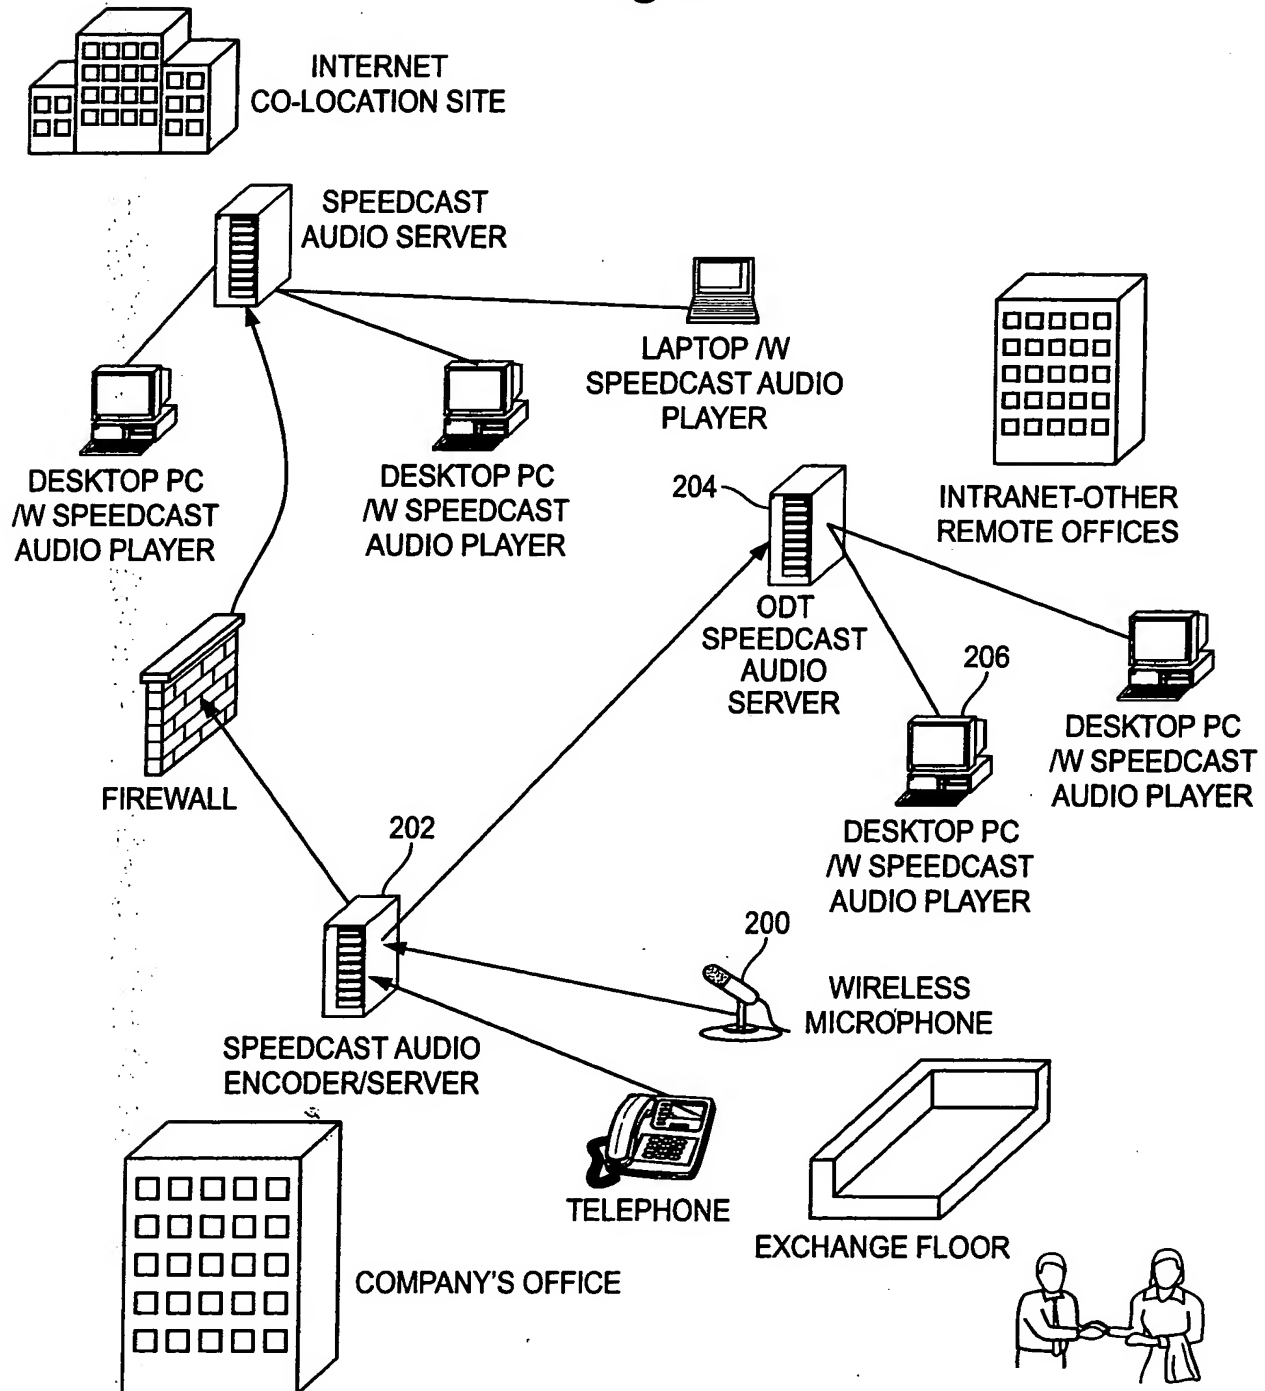 INTERNET
CO-LOCATION SITE
SPEEDCAST
AUDIO SERVER
LAPTOP /W
SPEEDCAST AUDIO
PLAYER
DESKTOP PC
/W SPEEDCAST
AUDIO PLAYER
DESKTOP PC
/W SPEEDCAST
AUDIO PLAYER
204
INTRANET-OTHER
REMOTE OFFICES
ODT
SPEEDCAST
AUDIO
SERVER
206
DESKTOP PC
/W SPEEDCAST
AUDIO PLAYER
DESKTOP PC
/W SPEEDCAST
AUDIO PLAYER
FIREWALL
202
200
WIRELESS
MICROPHONE
SPEEDCAST AUDIO
ENCODER/SERVER
TELEPHONE
EXCHANGE FLOOR
COMPANY'S OFFICE